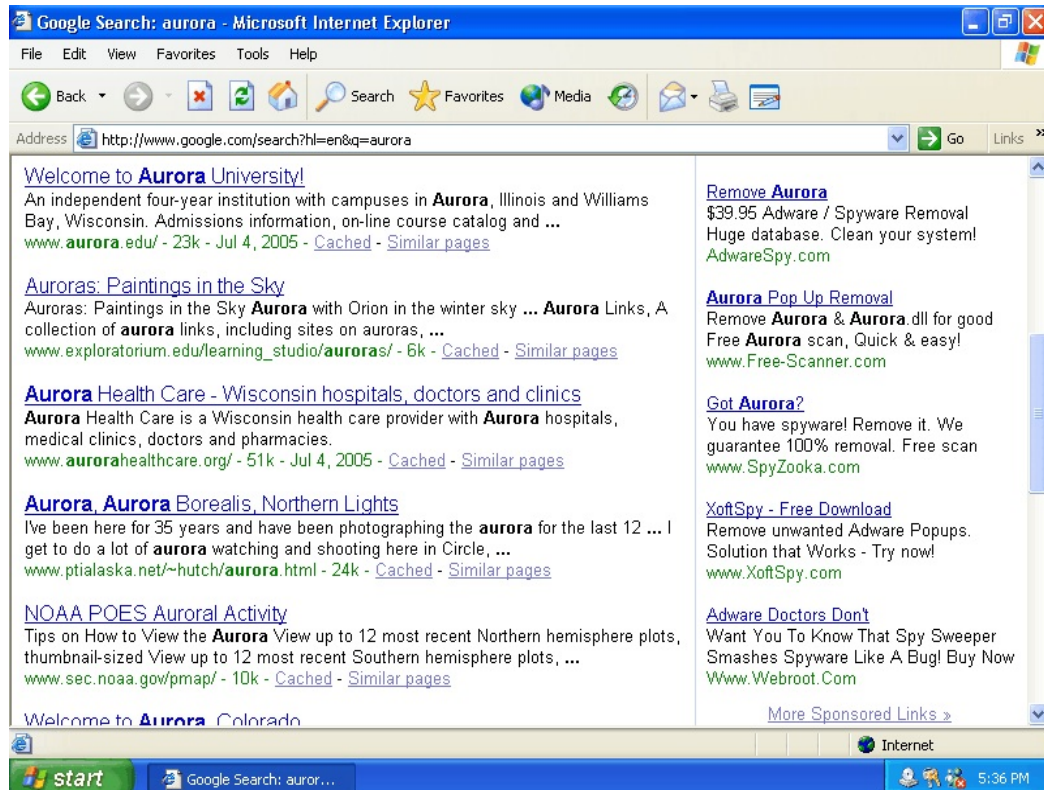 Google Search: aurora - Microsoft Internet Explorer
File Edit View Favorites Tools Help
Back Search Favorites Media
Address http://www.google.com/search?hl=en&q=aurora Go Links »
Welcome to Aurora University!
An independent four-year institution with campuses in Aurora, Illinois and Williams
Bay, Wisconsin. Admissions information, on-line course catalog and ...
www.aurora.edu/ - 23k - Jul 4, 2005 - Cached - Similar pages
Auroras: Paintings in the Sky
Auroras: Paintings in the Sky Aurora with Orion in the winter sky ... Aurora Links, A
collection of aurora links, including sites on auroras, ...
www.exploratorium.edu/learning_studio/auroras/ - 6k - Cached - Similar pages
Aurora Health Care - Wisconsin hospitals, doctors and clinics
Aurora Health Care is a Wisconsin health care provider with Aurora hospitals,
medical clinics, doctors and pharmacies.
www.aurorahealthcare.org/ - 51k - Jul 4, 2005 - Cached - Similar pages
Aurora, Aurora Borealis, Northern Lights
I've been here for 35 years and have been photographing the aurora for the last 12 ... I
get to do a lot of aurora watching and shooting here in Circle, ...
www.ptialaska.net/~hutch/aurora.html - 24k - Cached - Similar pages
NOAA POES Auroral Activity
Tips on How to View the Aurora View up to 12 most recent Northern hemisphere plots,
thumbnail-sized View up to 12 most recent Southern hemisphere plots, ...
www.sec.noaa.gov/pmap/ - 10k - Cached - Similar pages
Welcome to Aurora, Colorado
Remove Aurora
$39.95 Adware / Spyware Removal
Huge database. Clean your system!
AdwareSpy.com
Aurora Pop Up Removal
Remove Aurora & Aurora.dll for good
Free Aurora scan, Quick & easy!
www.Free-Scanner.com
Got Aurora?
You have spyware! Remove it. We
guarantee 100% removal. Free scan
www.SpyZooka.com
XoftSpy - Free Download
Remove unwanted Adware Popups.
Solution that Works - Try now!
www.XoftSpy.com
Adware Doctors Don't
Want You To Know That Spy Sweeper
Smashes Spyware Like A Bug! Buy Now
Www.Webroot.Com
More Sponsored Links »
Internet
start Google Search: auror... 5:36 PM